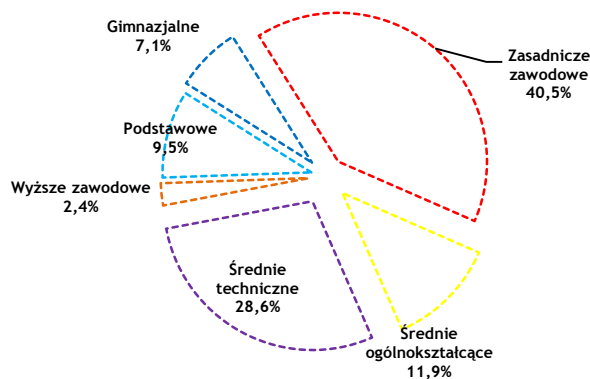 Gimnazjalne
7,1%
Zasadnicze
zawodowe
40,5%
Podstawowe
9,5%
Wyższe zawodowe
2,4%
Średnie
techniczne
28,6%
Średnie
ogólnokształcące
11,9%